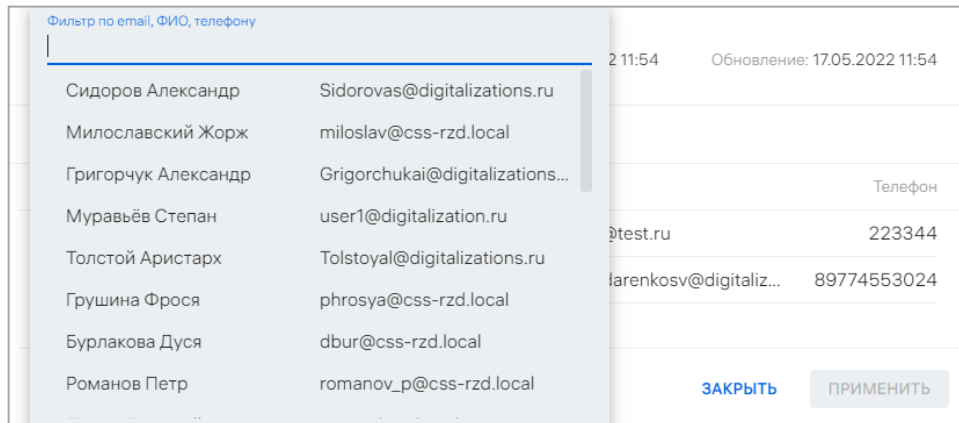 Фильтр по email, ФИО, телефону
2 11:54 Обновление: 17.05.2022 11:54
Сидоров Александр Sidorovas@digitalizations.ru
Милославский Жорж miloslav@css-rzd.local
Григорчук Александр Grigorchukai@digitalizations...
Телефон
Муравьёв Степан user1@digitalization.ru
@test.ru 223344
Толстой Аристарх Tolstoyal@digitalizations.ru
darenkosv@digitaliz... 89774553024
Грушина Фрося phrosya@css-rzd.local
Бурлакова Дуся dbur@css-rzd.local
Романов Петр romanov_p@css-rzd.local
ЗАКРЫТЬ ПРИМЕНИТЬ